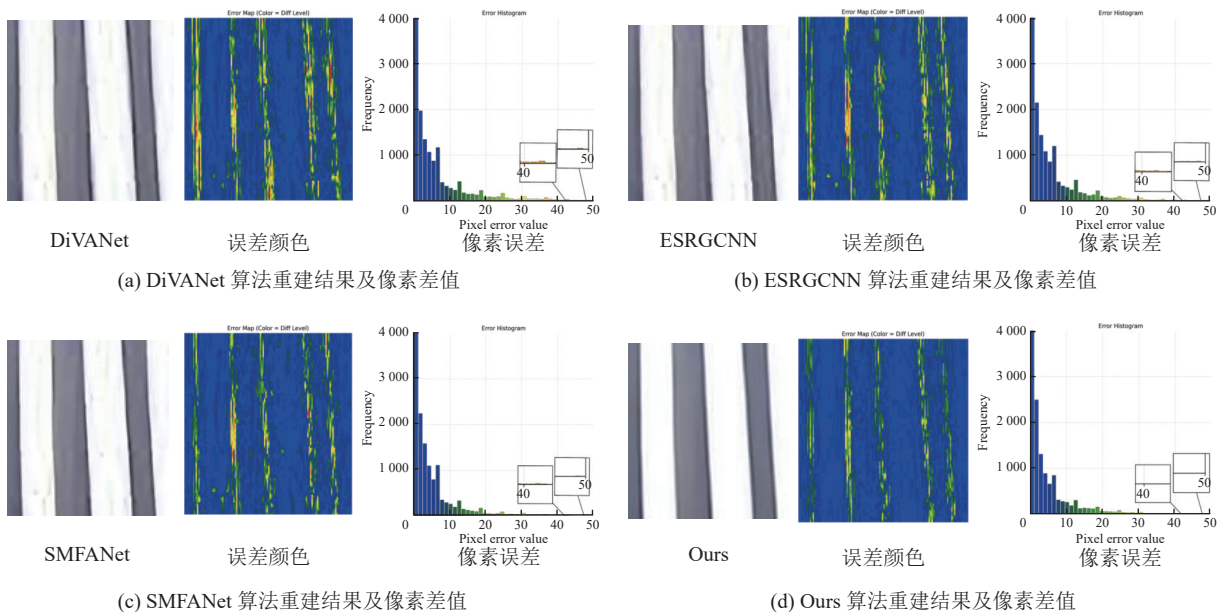 Error Map (Color = Diff Level)
Error Histogram
4 000
3 000
2 000
1 000
Frequency
40
50
0 10 20 30 40 50
Pixel error value
DiVANet
误差颜色
像素误差
(a) DiVANet 算法重建结果及像素差值
Error Map (Color = Diff Level)
Error Histogram
4 000
3 000
2 000
1 000
Frequency
40
50
0 10 20 30 40 50
Pixel error value
ESRGCNN
误差颜色
像素误差
(b) ESRGCNN 算法重建结果及像素差值
Error Map (Color = Diff Level)
Error Histogram
4 000
3 000
2 000
1 000
Frequency
40
50
0 10 20 30 40 50
Pixel error value
SMFANet
误差颜色
像素误差
(c) SMFANet 算法重建结果及像素差值
Error Map (Color = Diff Level)
Error Histogram
4 000
3 000
2 000
1 000
Frequency
40
50
0 10 20 30 40 50
Pixel error value
Ours
误差颜色
像素误差
(d) Ours 算法重建结果及像素差值